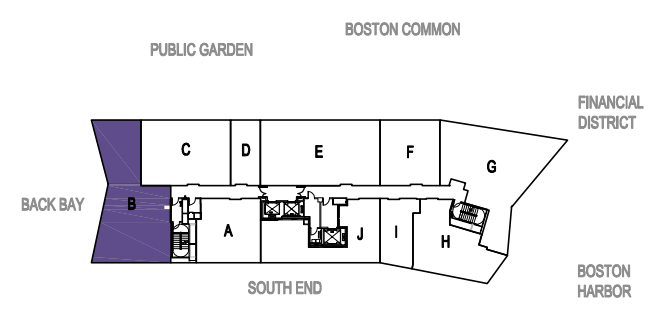 BOSTON COMMON
PUBLIC GARDEN
FINANCIAL
DISTRICT
C
D
E
F
G
BACK BAY
B
A
J
I
H
SOUTH END
BOSTON
HARBOR